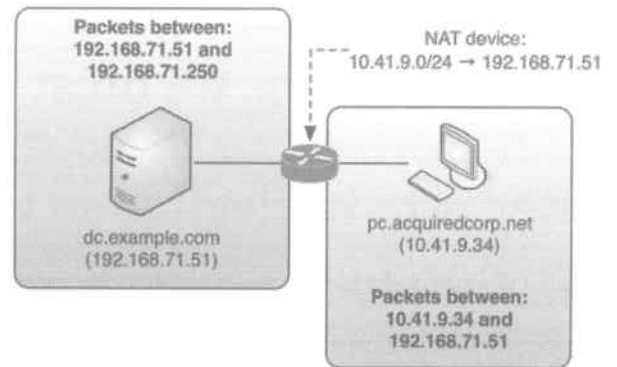 Packets between:
192.168.71.51 and
192.168.71.250
NAT device:
10.41.9.0/24 → 192.168.71.51
dc.example.com
(192.168.71.51)
pc.acquiredcorp.net
(10.41.9.34)
Packets between:
10.41.9.34 and
192.168.71.51